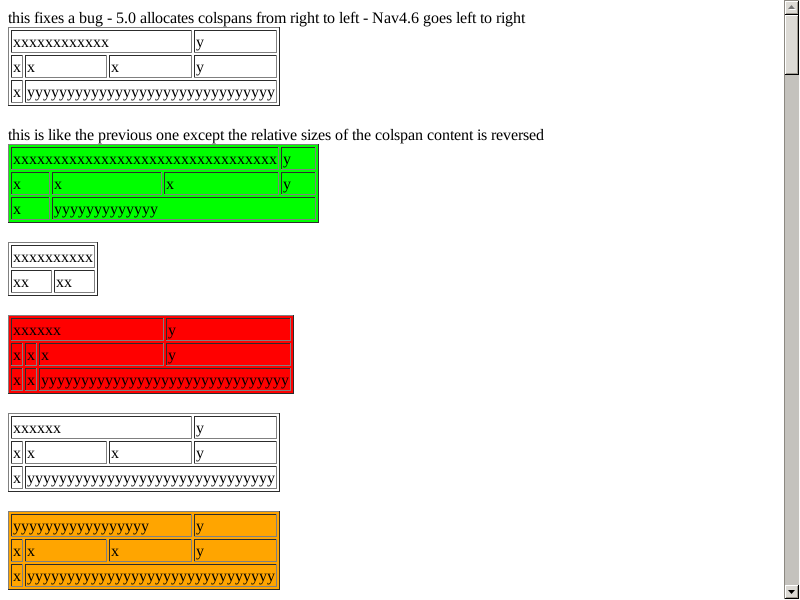 this fixes a bug - 5.0 allocates colspans from right to left - Nav4.6 goes left to right
xxxxxxxxxxxx y
x x x y
x yyyyyyyyyyyyyyyyyyyyyyyyyyyyyyy
this is like the previous one except the relative sizes of the colspan content is reversed
xxxxxxxxxxxxxxxxxxxxxxxxxxxxxxxxx y
x x x y
x yyyyyyyyyyyyy
xxxxxxxxxx
xx xx
xxxxxx y
x x x y
x x yyyyyyyyyyyyyyyyyyyyyyyyyyyyyyy
xxxxxx y
x x x y
x yyyyyyyyyyyyyyyyyyyyyyyyyyyyyyy
yyyyyyyyyyyyyyyyy y
x x x y
x yyyyyyyyyyyyyyyyyyyyyyyyyyyyyyy